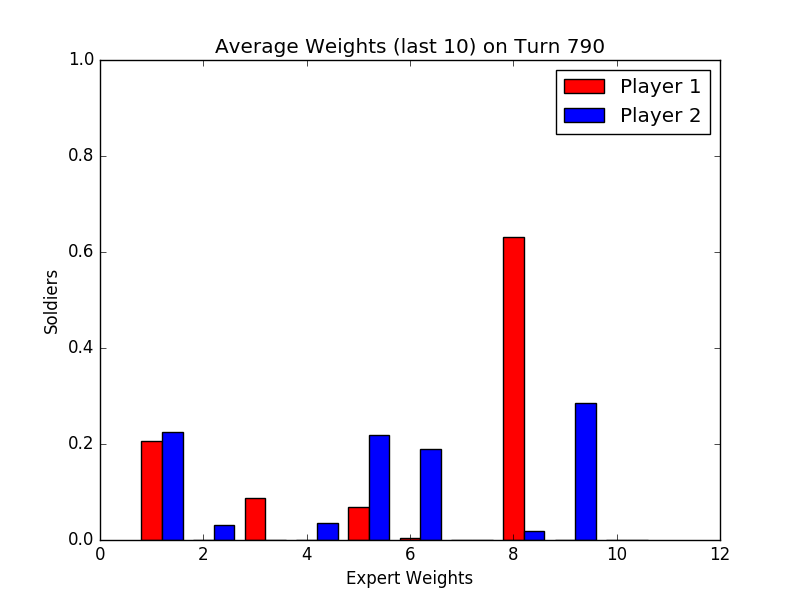 Average Weights (last 10) on Turn 790
1.0
0.8
0.6
0.4
0.2
0.0
Soldiers
Player 1
Player 2
0 2 4 6 8 10 12
Expert Weights